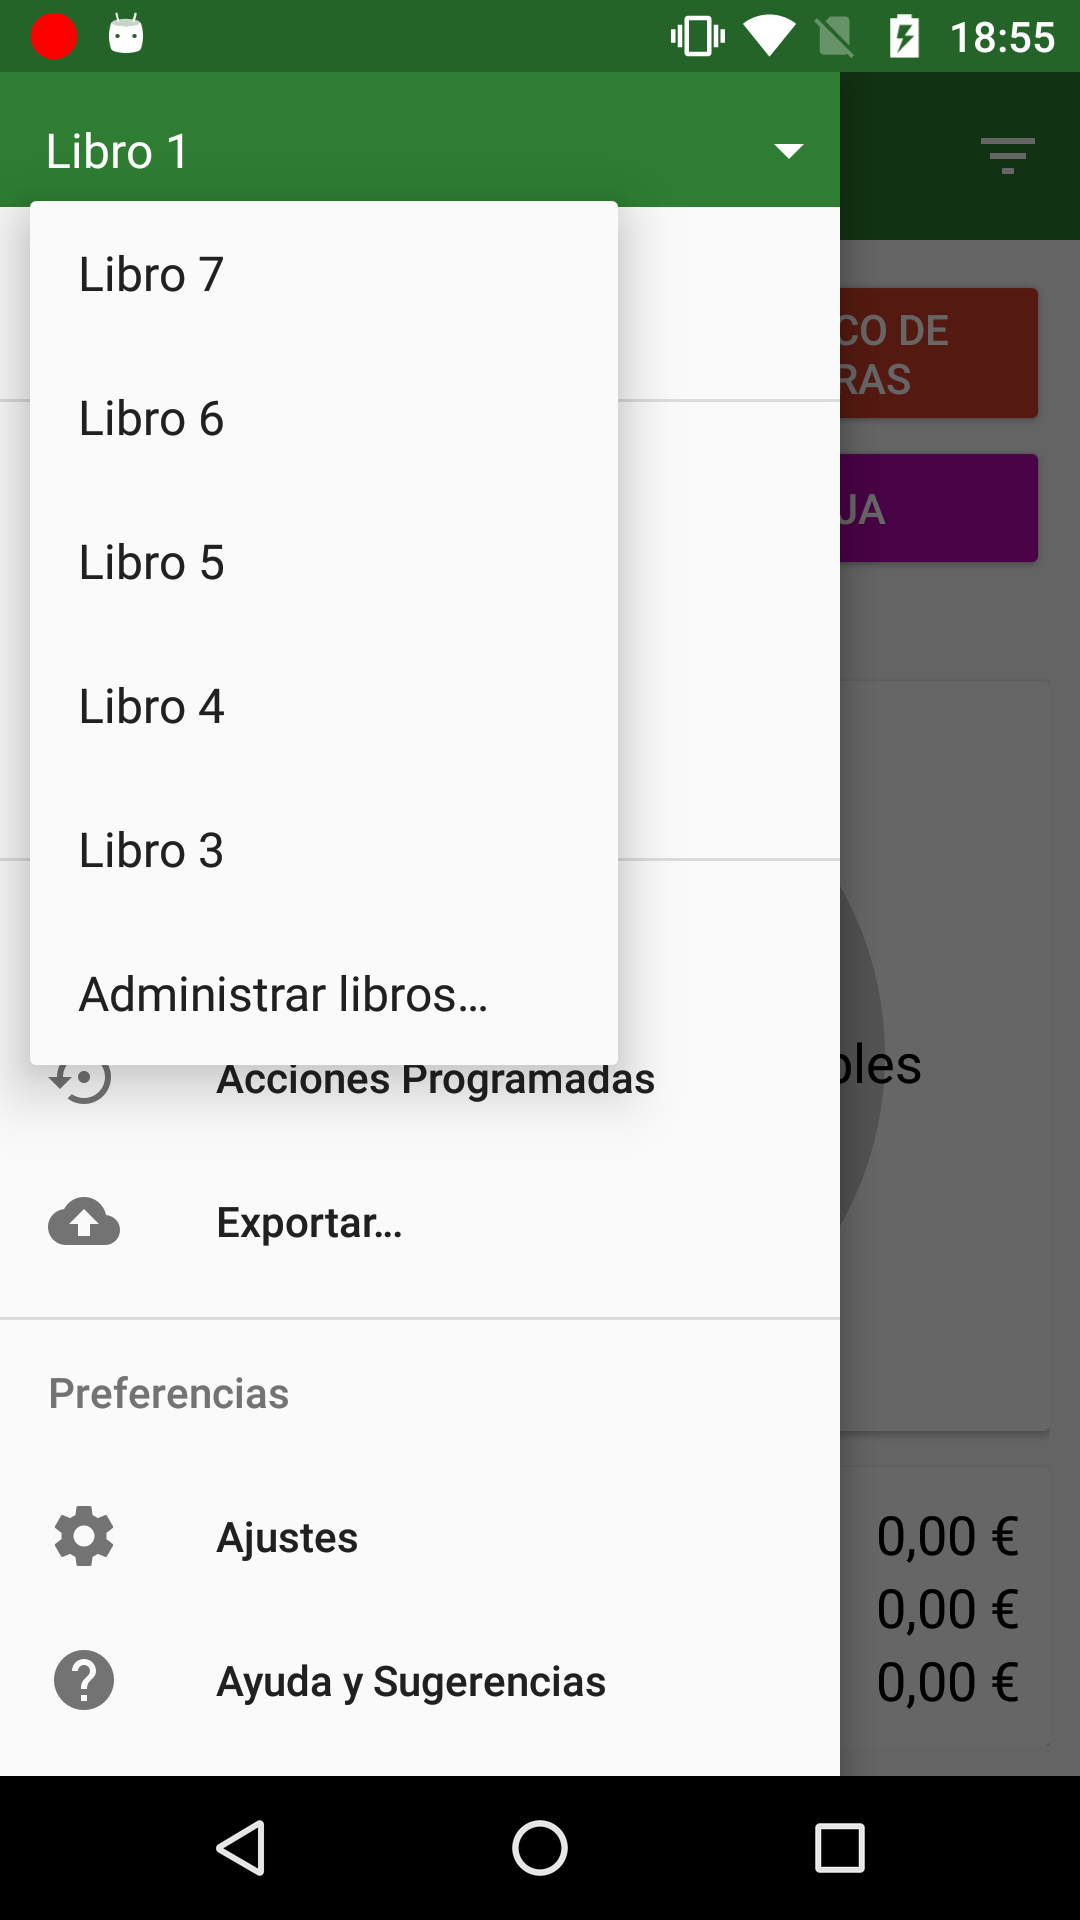 18:55
Libro 1
Libro 7
Libro 6
Libro 5
Libro 4
Libro 3
Administrar libros...
Acciones Programadas
Exportar...
Preferencias
Ajustes
Ayuda y Sugerencias
CO DE
RAS
JA
bles
0,00 €
0,00 €
0,00 €